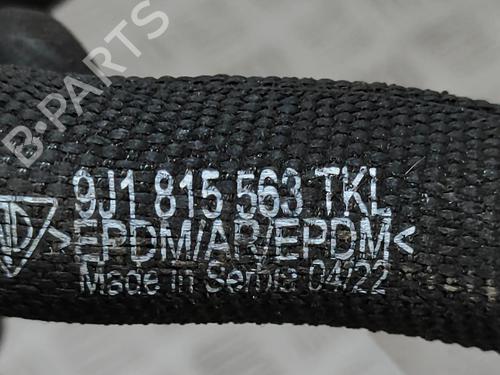 B-PARTS
9J1 815 563 TKL
>EPDM/AR/EPDM<
Made in Serbia 04/22